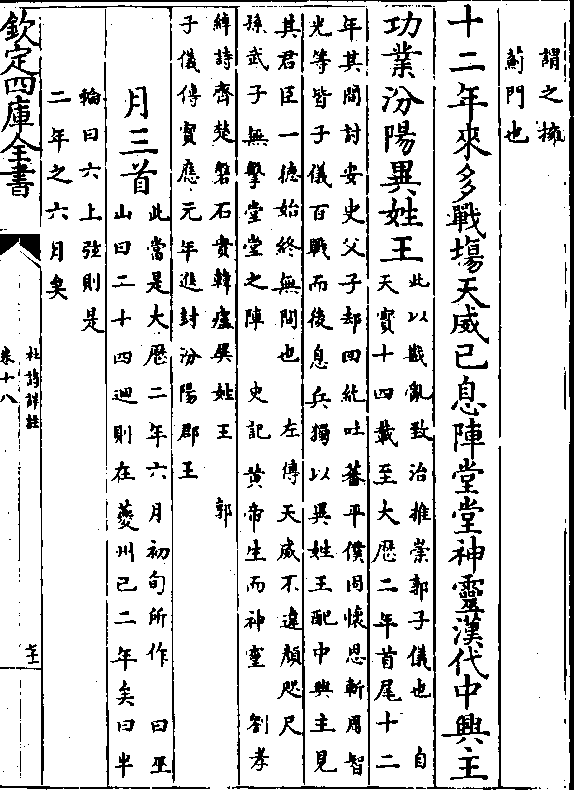 謂之擁
薊門也
十二年來多戰塲天威已息陣堂堂神靈漢代中興主
功業汾陽異姓王
此以戡亂致治推崇郭子儀也 自
天寳十四載至大厯二年首尾十二
年其間討安史父子却回紇吐蕃平僕固懷恩斬周智
光等皆子儀百戰而後息兵獨以異姓王配中興主見
其君臣一徳始終無間也 左傳天威不違顔咫尺
孫武子無擊堂堂之陣 史記黄帝生而神靈 劉孝
綽詩齊楚磐石貴韓盧異姓王 郭
子儀傳寳應元年進封汾陽郡王
月三首
此當是大厯二年六月初旬所作 曰巫
山曰二十四迴則在夔州已二年矣曰半
輪曰六上弦則是
二年之六月矣
欽定四庫全書
杜詩詳註
卷十八